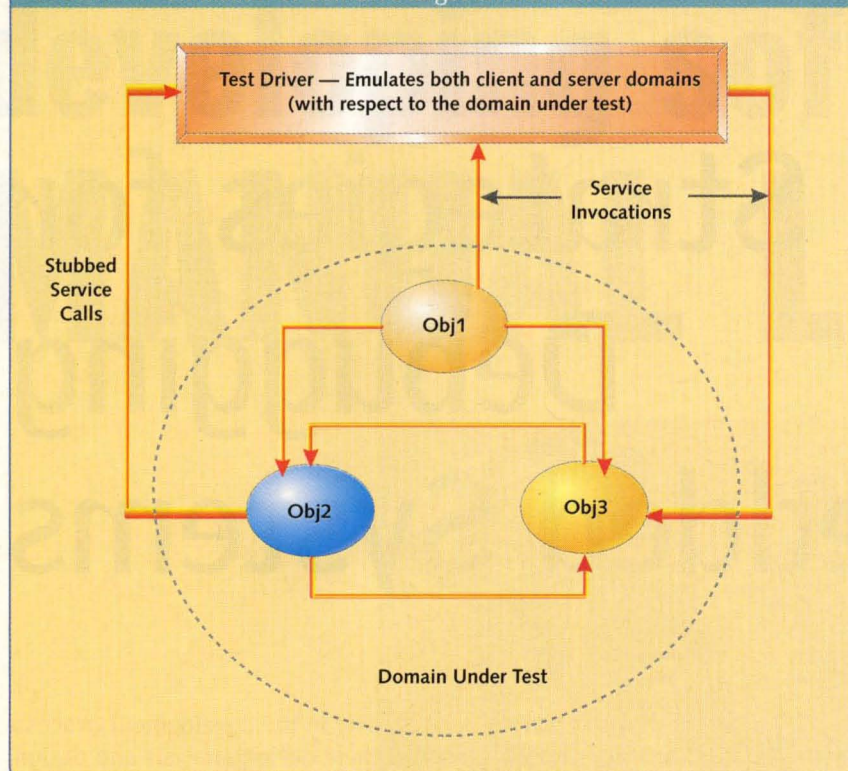 Test Driver — Emulates both client and server domains
(with respect to the domain under test)
Service
Invocations
Stubbed
Service
Calls
Obj1
Obj2
Obj3
Domain Under Test